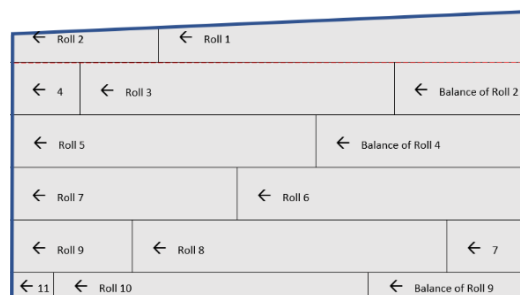 ← Roll 2 ← Roll 1
← 4 ← Roll 3 ← Balance of Roll 2
← Roll 5 ← Balance of Roll 4
← Roll 7 ← Roll 6
← Roll 9 ← Roll 8 ← 7
← 11 ← Roll 10 ← Balance of Roll 9